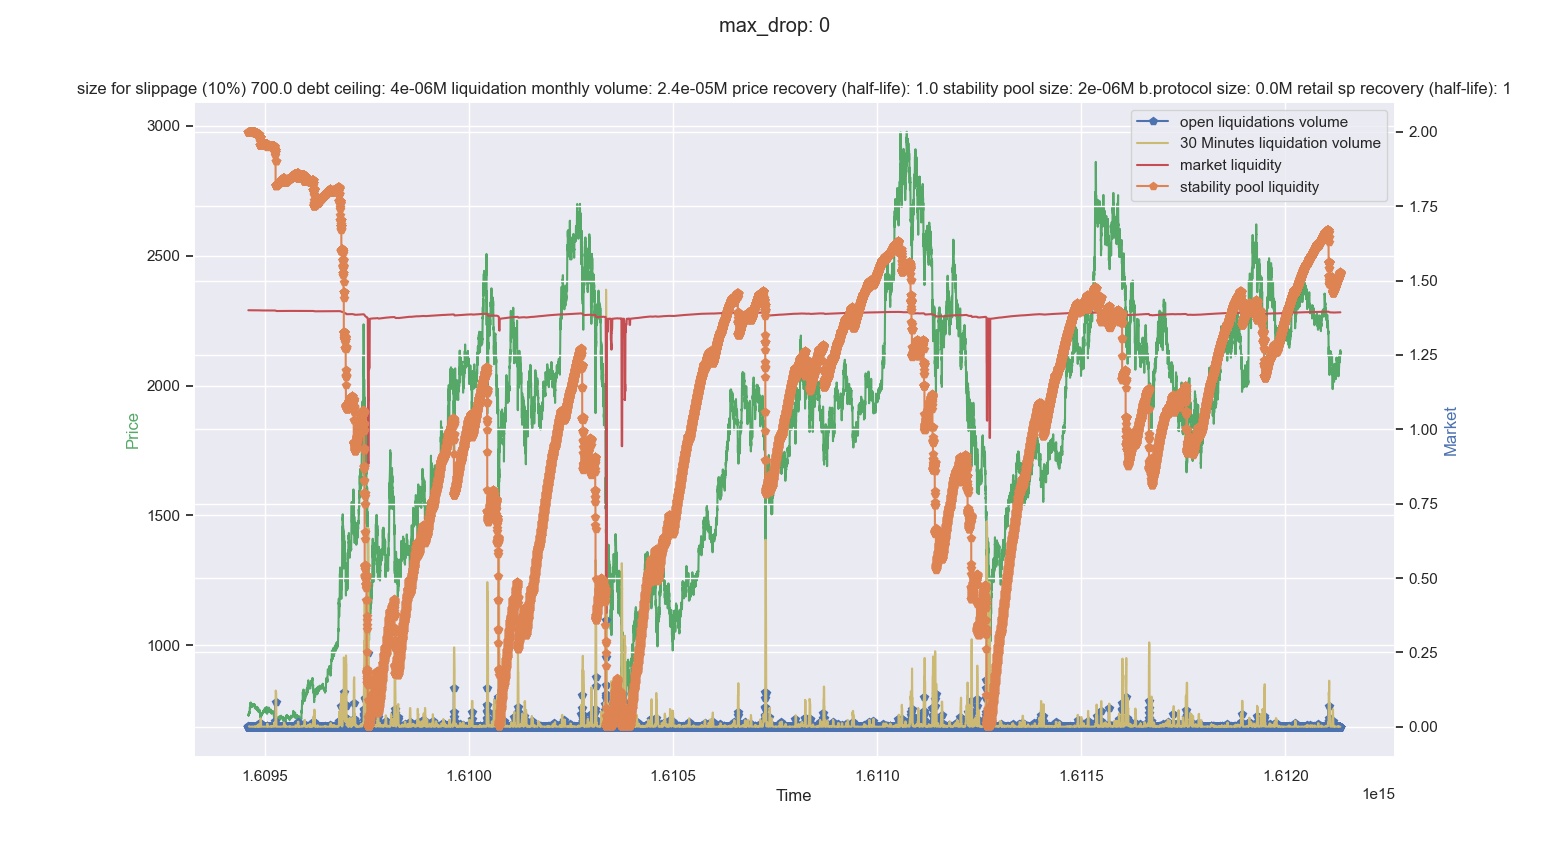 max_drop: 0
size for slippage (10%) 700.0 debt ceiling: 4e-06M liquidation monthly volume: 2.4e-05M price recovery (half-life): 1.0 stability pool size: 2e-06M b.protocol size: 0.0M retail sp recovery (half-life): 1
open liquidations volume
30 Minutes liquidation volume
market liquidity
stability pool liquidity
3000
2500
2000
1500
1000
Price
2.00
1.75
1.50
1.25
1.00
0.75
0.50
0.25
0.00
Market
1.6095 1.6100 1.6105 1.6110 1.6115 1.6120
Time
1e15